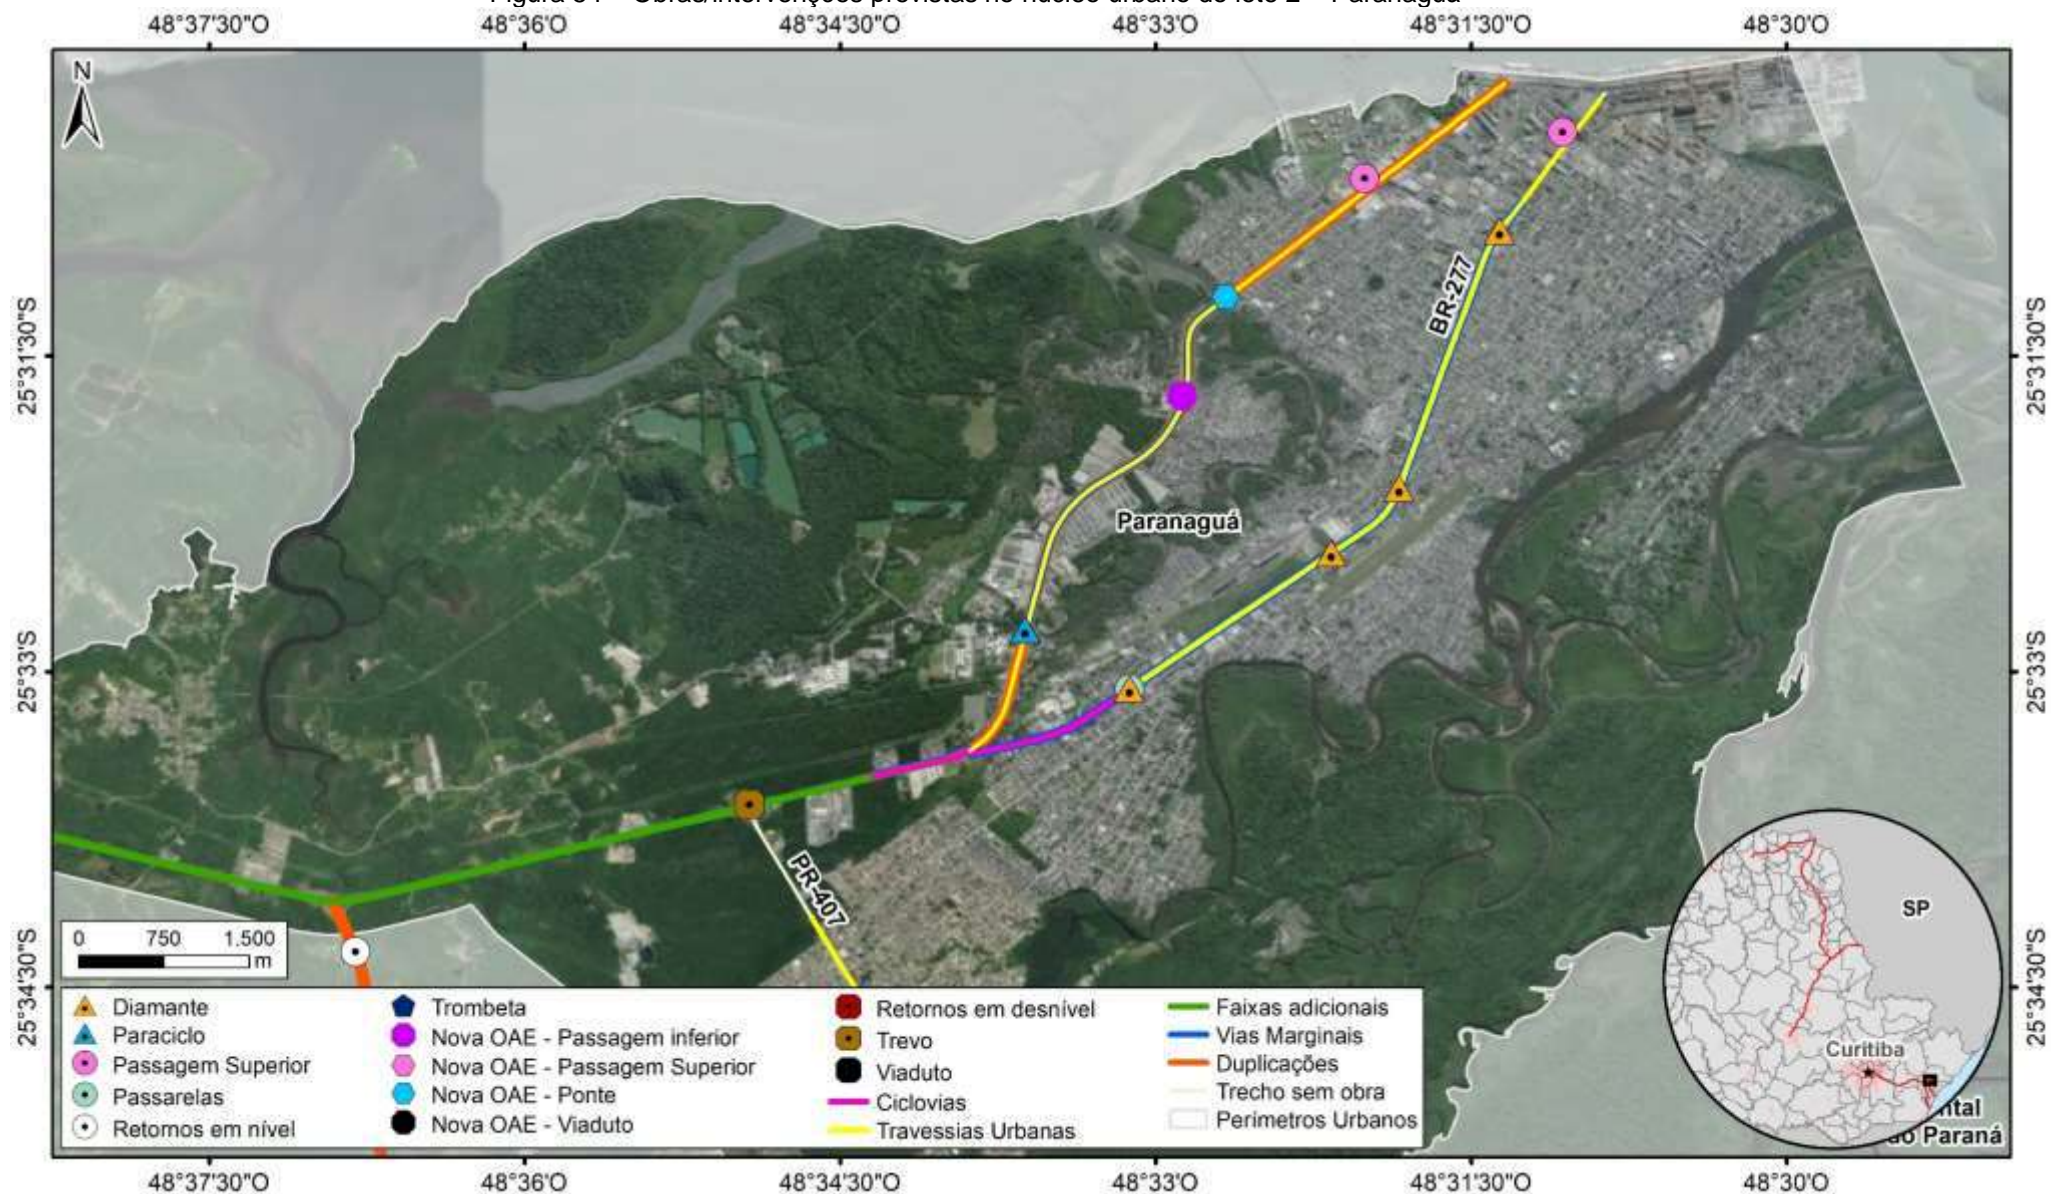 48°37'30"O 48°36'O 48°34'30"O 48°33'O 48°31'30"O 48°30'O
N
25°31'30"S
25°31'30"S
BR-277
Paranaguá
25°33'S
25°33'S
PR-407
25°34'30"S
25°34'30"S
0 750 1.500
m
Diamante
Paraciclo
Passagem Superior
Passarelas
Retornos em nível
Trombeta
Nova OAE - Passagem inferior
Nova OAE - Passagem Superior
Nova OAE - Ponte
Nova OAE - Viaduto
Retornos em desnível
Trevo
Viaduto
Ciclovias
Travessias Urbanas
Faixas adicionais
Vias Marginais
Duplicações
Trecho sem obra
Perimetros Urbanos
SP
Curitiba
ntal
do Paraná
48°37'30"O 48°36'O 48°34'30"O 48°33'O 48°31'30"O 48°30'O